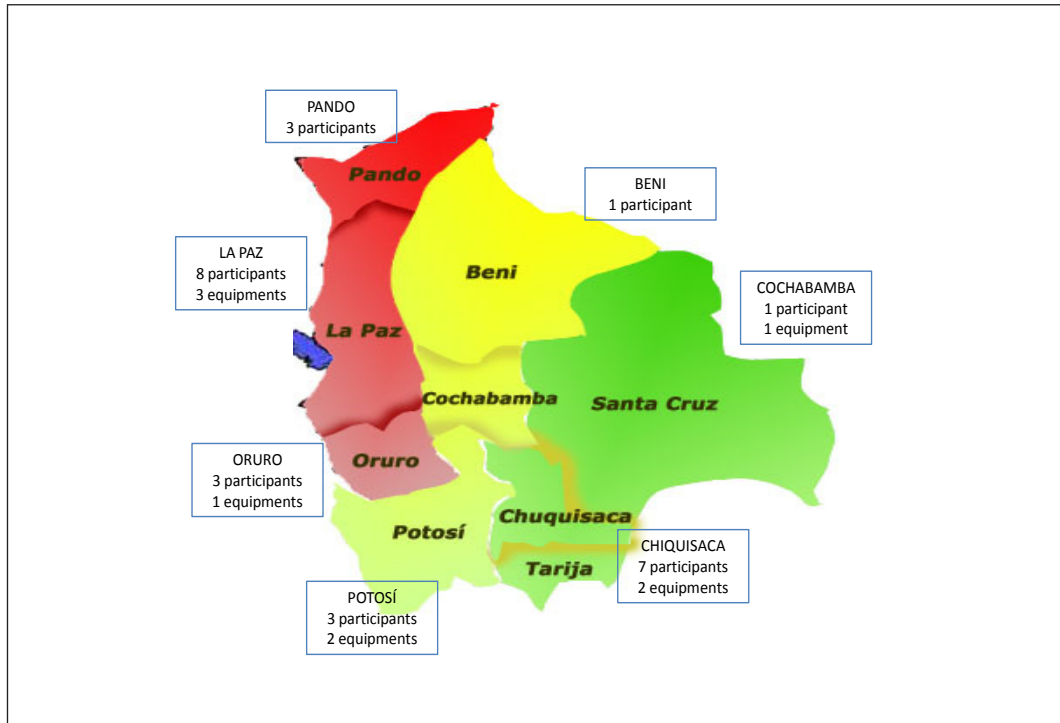 PANDO
3 participants
Pando
BENI
1 participant
LA PAZ
8 participants
3 equipments
Beni
COCHABAMBA
1 participant
1 equipment
La Paz
Cochabamba
Santa Cruz
ORURO
3 participants
1 equipments
Oruro
Potosí
Chuquisaca
CHIQUISACA
7 participants
2 equipments
Tarija
POTOSÍ
3 participants
2 equipments